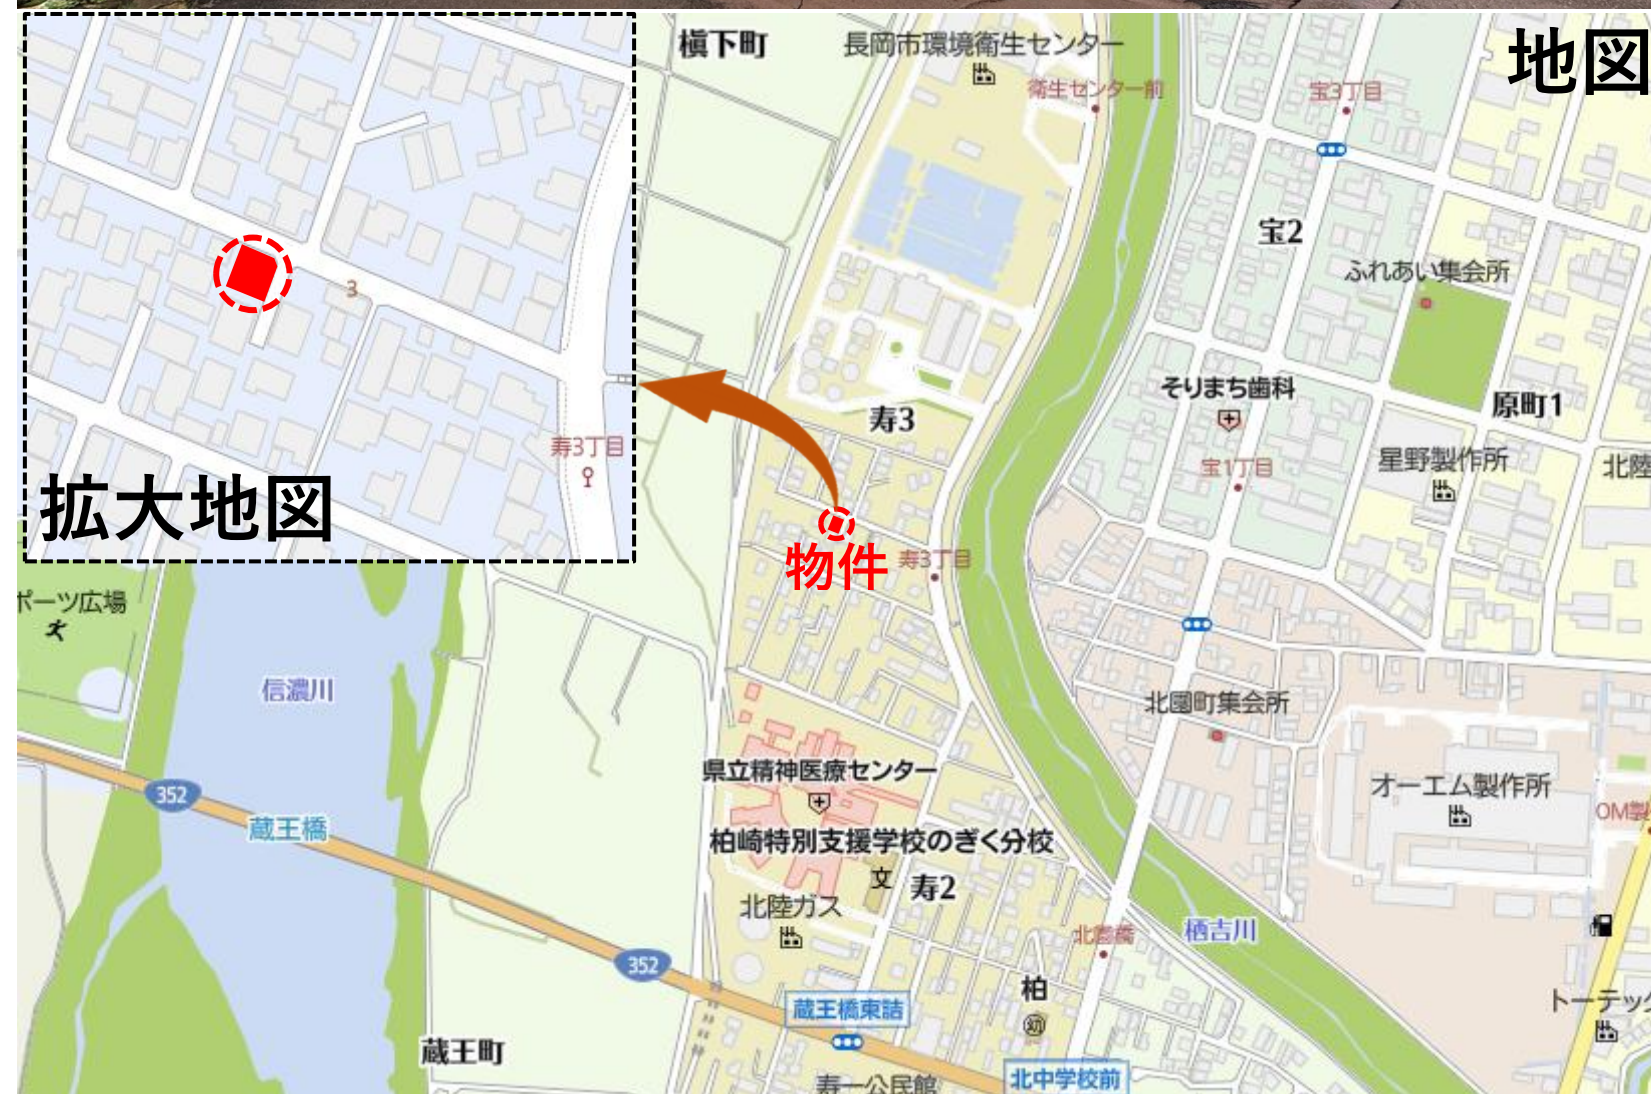 地図
槇下町
長岡市環境衛生センター
衛生センター前
宝3丁目
宝2
ふれあい集会所
3
そりまち歯科
原町1
寿3
星野製作所
北陸
宝1丁目
寿3丁目
拡大地図
物件
寿3丁目
ポーツ広場
信濃川
北園町集会所
県立精神医療センター
オーエム製作所
352
OM製
蔵王橋
柏崎特別支援学校のぎく分校
文
寿2
北陸ガス
北園橋
栖吉川
352
柏
幼
蔵王橋東詰
トーテック
蔵王町
北中学校前
寿一公民館